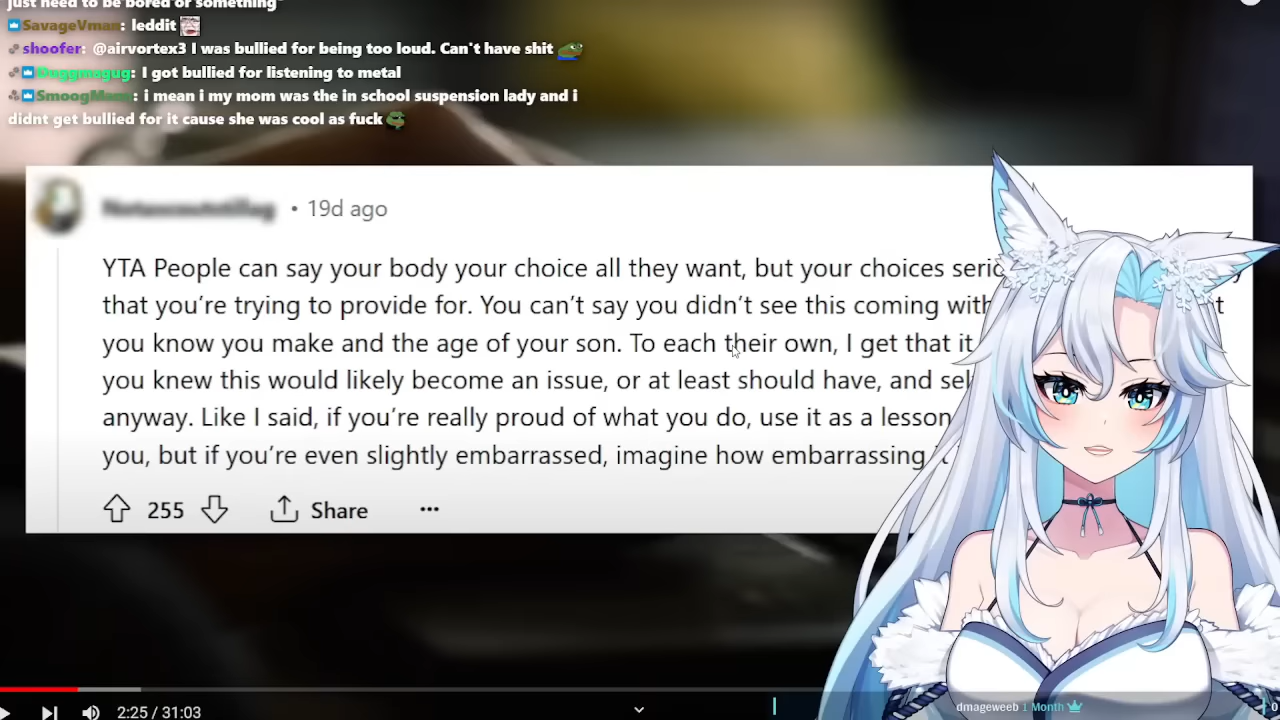 just need to be bored or something"
SavageVman: leddit
shoofer: @airvortex3 I was bullied for being too loud. Can't have shit
Duggmagug: I got bullied for listening to metal
i mean i my mom was the in school suspension lady and i
didnt get bullied for it cause she was cool as fuck
• 19d ago
YTA People can say your body your choice all they want, but your choices
that you're trying to provide for. You can't say you didn't see this coming with
you know you make and the age of your son. To each their own, I get that it
you knew this would likely become an issue, or at least should have, and
anyway. Like I said, if you're really proud of what you do, use it as a lesson
you, but if you're even slightly embarrassed, imagine how embarrassing
255 Share
2:25 / 31:03
dmageweeb 1 Month
0